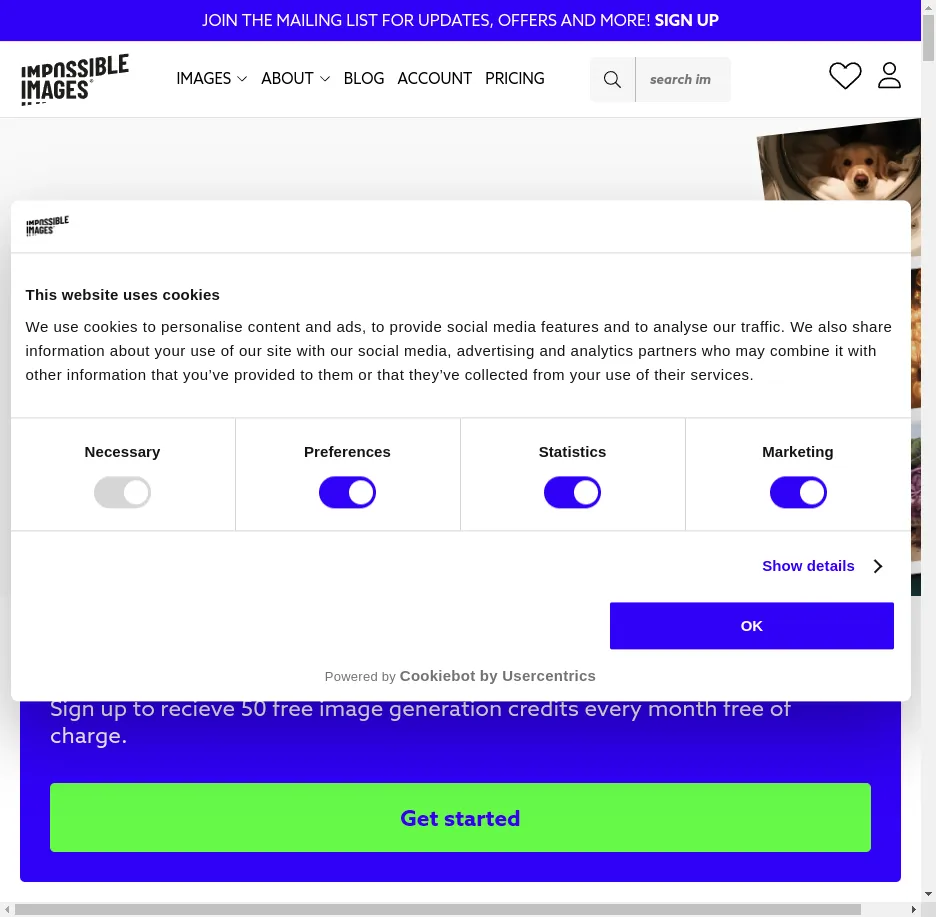 JOIN THE MAILING LIST FOR UPDATES, OFFERS AND MORE! SIGN UP
IMPOSSIBLE
IMAGES
IMAGES ABOUT BLOG ACCOUNT PRICING
search im
IMPOSSIBLE
IMAGES
This website uses cookies
We use cookies to personalise content and ads, to provide social media features and to analyse our traffic. We also share
information about your use of our site with our social media, advertising and analytics partners who may combine it with
other information that you’ve provided to them or that they’ve collected from your use of their services.
Necessary Preferences Statistics Marketing
Show details
OK
Powered by Cookiebot by Usercentrics
Sign up to recieve 50 free image generation credits every month free of
charge.
Get started